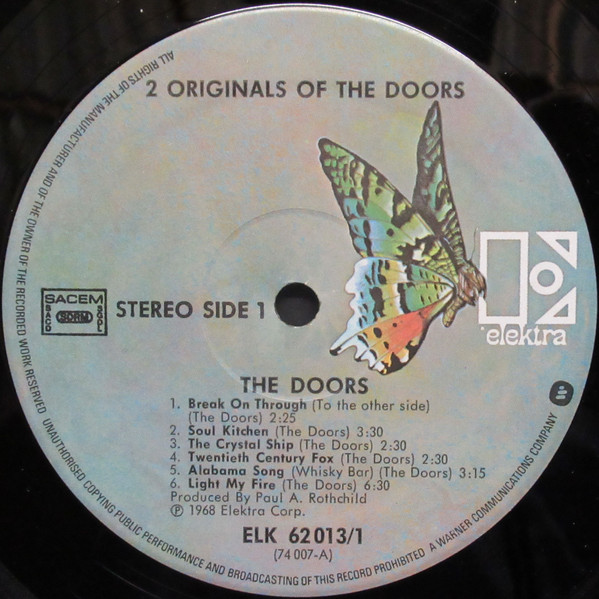 2 ORIGINALS OF THE DOORS
SACEM
SACD SDRM SGDL
STEREO SIDE 1
elektra
THE DOORS
1. Break On Through (To the other side)
(The Doors) 2:25
2. Soul Kitchen (The Doors) 3:30
3. The Crystal Ship (The Doors) 2:30
4. Twentieth Century Fox (The Doors) 2:30
5. Alabama Song (Whisky Bar) (The Doors) 3:15
6. Light My Fire (The Doors) 6:30
Produced By Paul A. Rothchild
℗ 1968 Elektra Corp.
ELK 62 013/1
(74 007-A)
ALL RIGHTS OF THE MANUFACTURER AND OF THE OWNER OF THE RECORDED WORK RESERVED UNAUTHORISED COPYING PUBLIC PERFORMANCE AND BROADCASTING OF THIS RECORD PROHIBITED A WARNER COMMUNICATIONS COMPANY